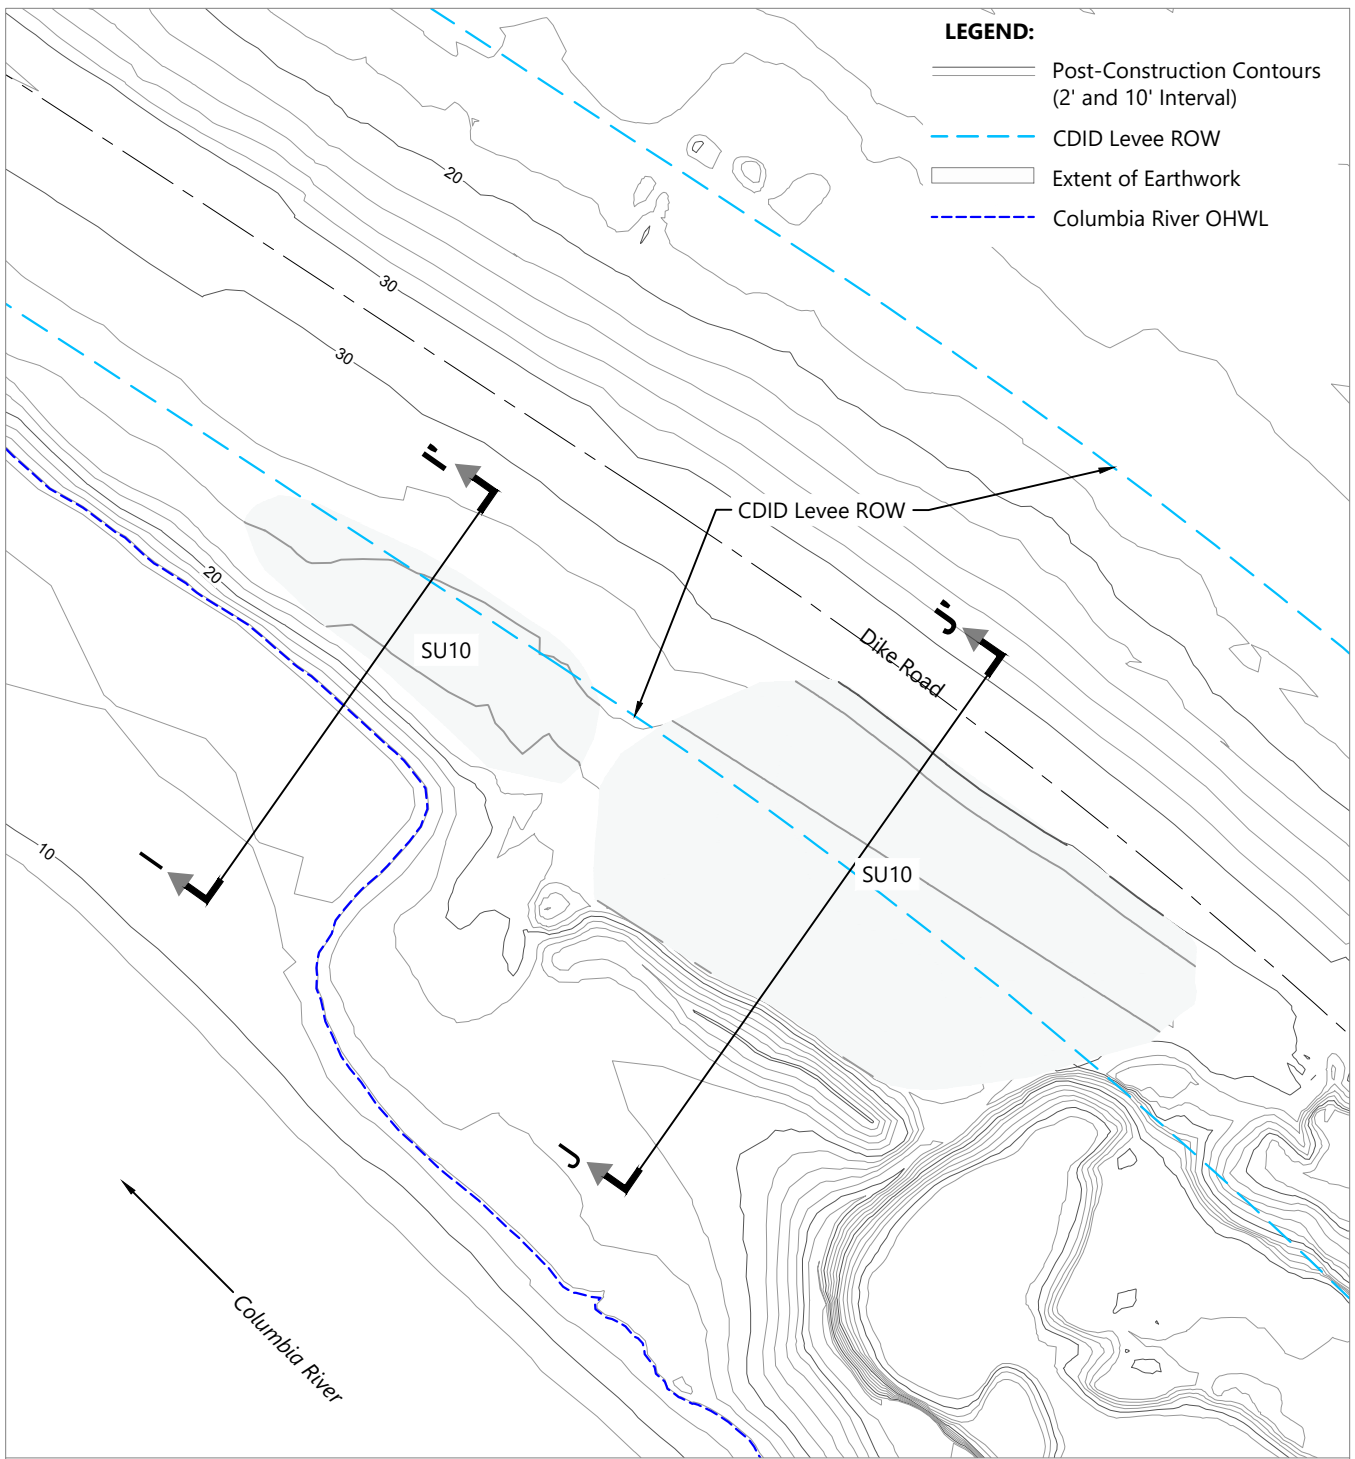 LEGEND:
Post-Construction Contours
(2' and 10' Interval)
CDID Levee ROW
Extent of Earthwork
Columbia River OHWL
20
30
30
I'
CDID Levee ROW
20
J'
Dike Road
SU10
I
10
SU10
J
Columbia River